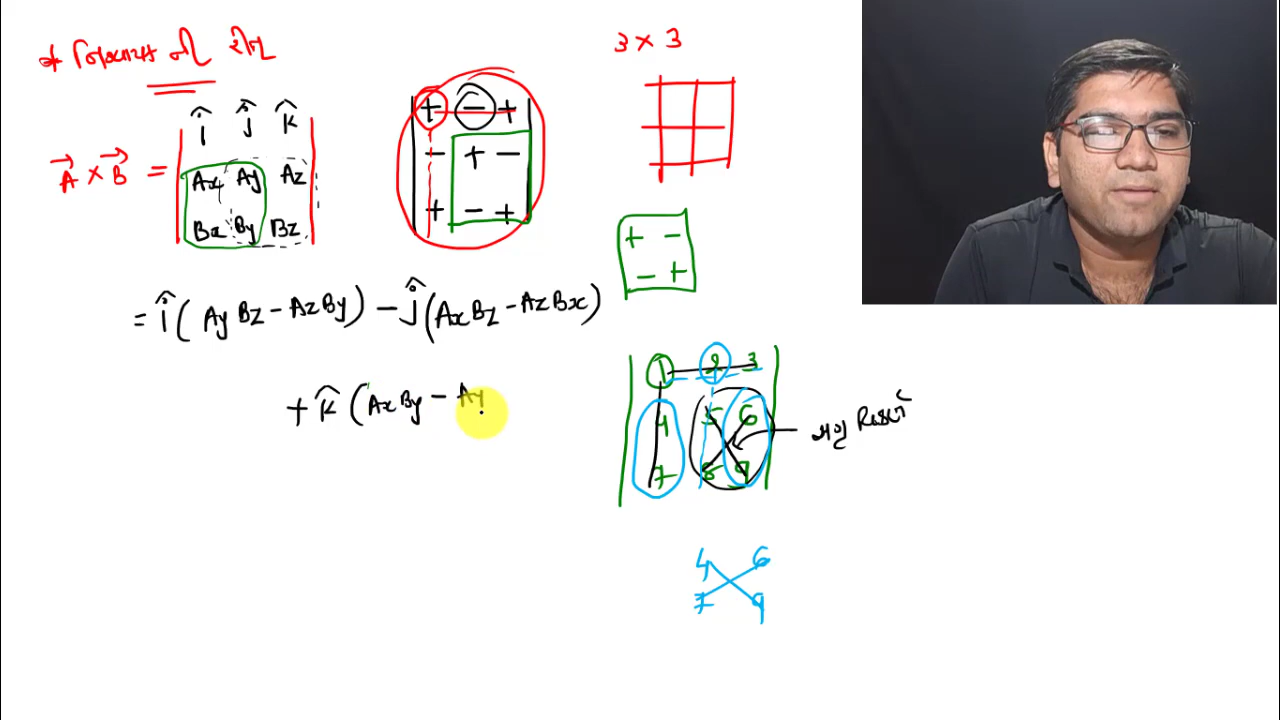 * નિશ્ચાયક ની રીત
3 × 3
î ĵ k̂
A⃗ × B⃗ = Ax Ay Az
Bx By Bz
+ − +
− + −
+ − +
+ −
− +
= î ( Ay Bz − Az By ) − ĵ ( Ax Bz − Az Bx )
+ k̂ ( Ax By − Ay
1 2 3
4 5 6
7 8 9
4 6
7 9